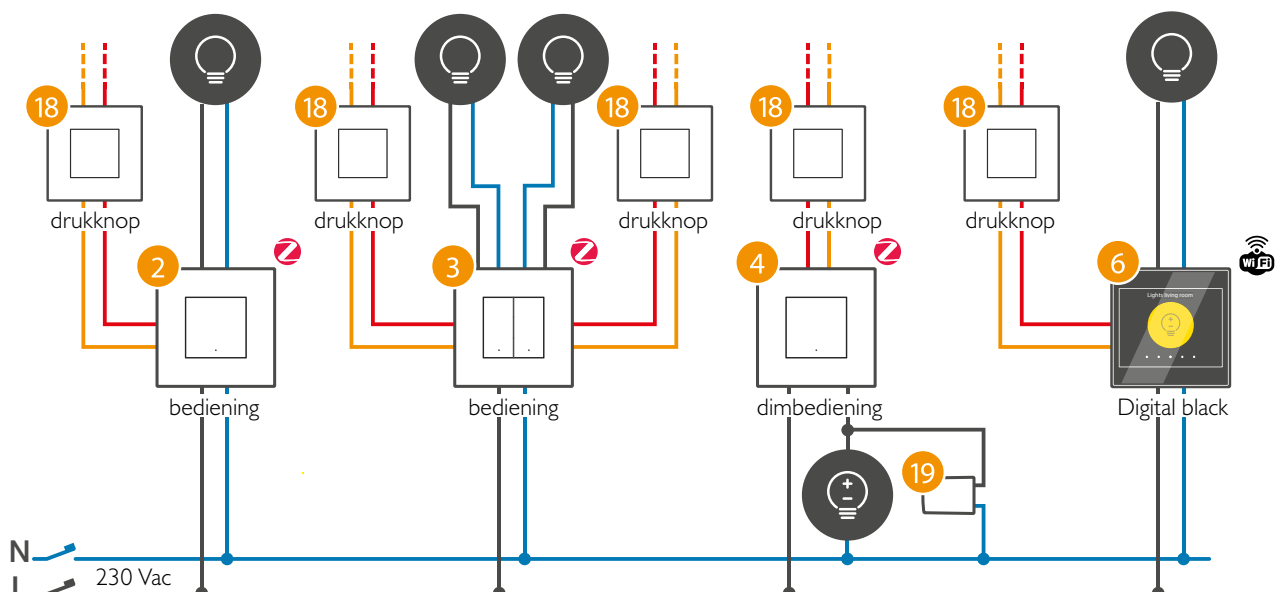 18
18
18
18
18
drukknop
drukknop
drukknop
drukknop
drukknop
Z
Z
Z
WiFi
2
3
4
6
Lights living room
bediening
bediening
dimbediening
Digital black
19
N
230 Vac
L